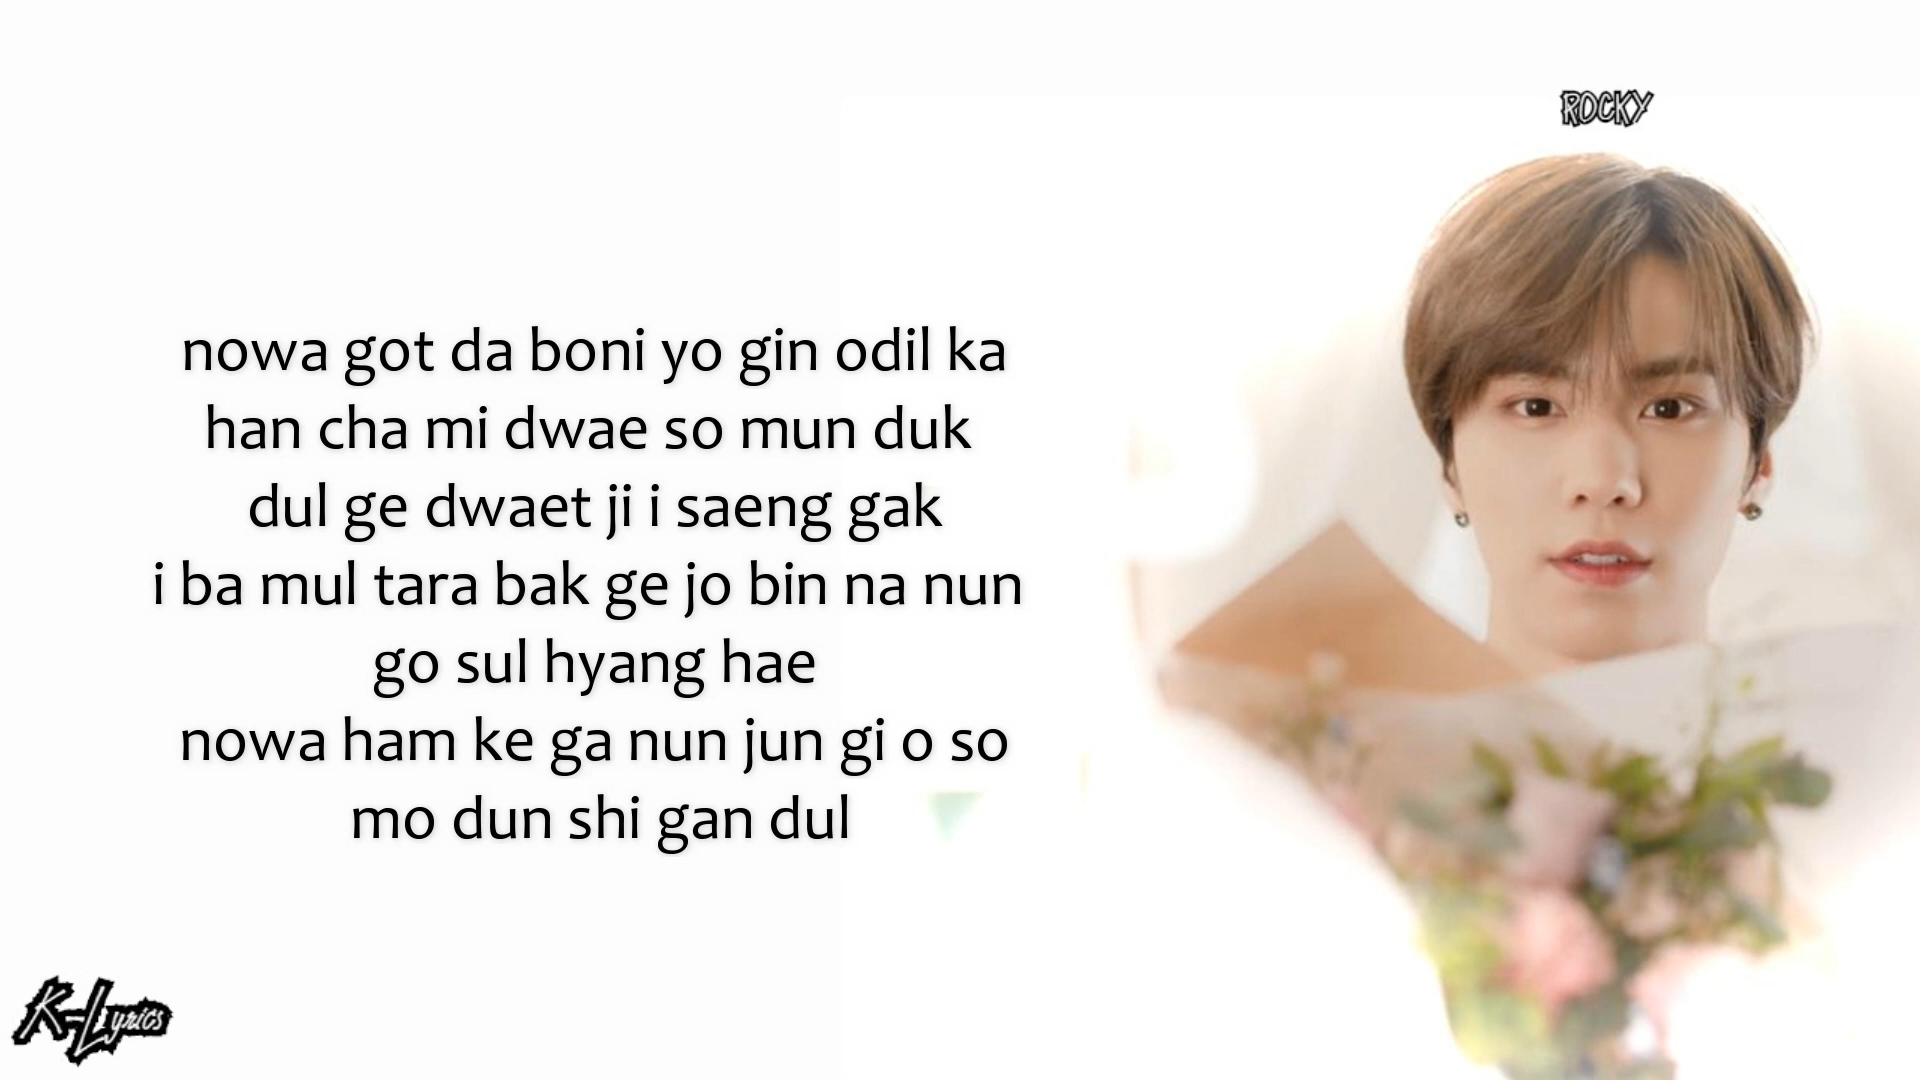 ROCKY
nowa got da boni yo gin odil ka
han cha mi dwae so mun duk
dul ge dwaet ji i saeng gak
i ba mul tara bak ge jo bin na nun
go sul hyang hae
nowa ham ke ga nun jun gi o so
mo dun shi gan dul
K-Lyrics